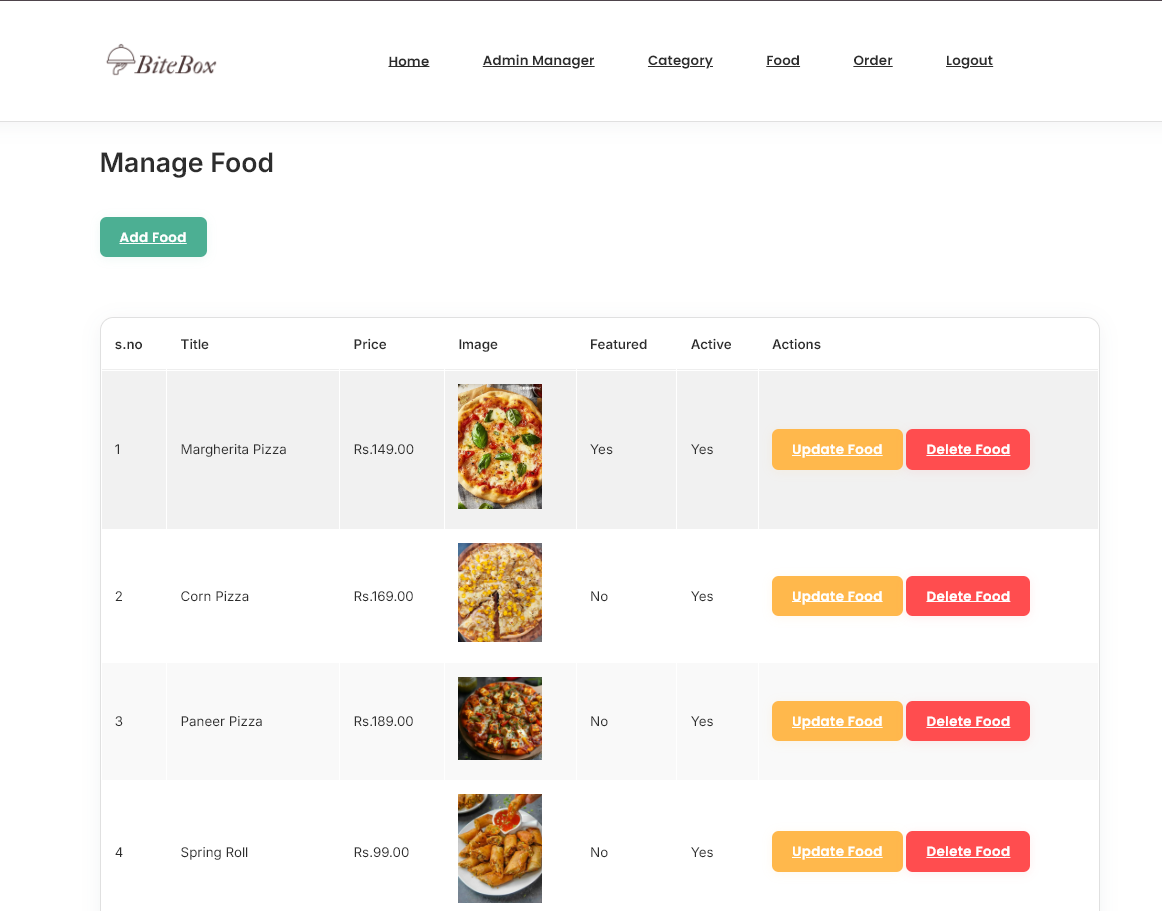 BiteBox
Home Admin Manager Category Food Order Logout
Manage Food
Add Food
s.no Title Price Image Featured Active Actions
1 Margherita Pizza Rs.149.00 Yes Yes Update Food Delete Food
2 Corn Pizza Rs.169.00 No Yes Update Food Delete Food
3 Paneer Pizza Rs.189.00 No Yes Update Food Delete Food
4 Spring Roll Rs.99.00 No Yes Update Food Delete Food